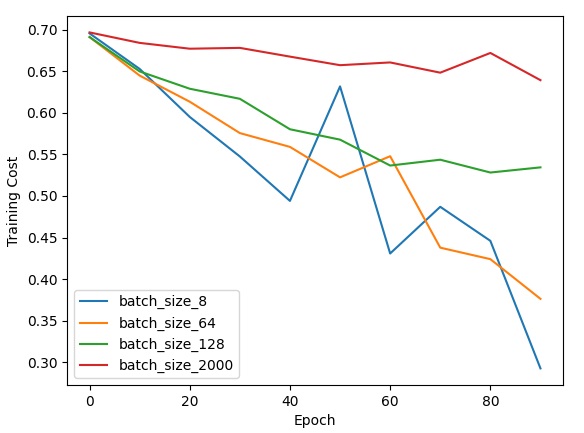 0.70
0.65
0.60
0.55
0.50
0.45
0.40
0.35
0.30
Training Cost
batch_size_8
batch_size_64
batch_size_128
batch_size_2000
0 20 40 60 80
Epoch